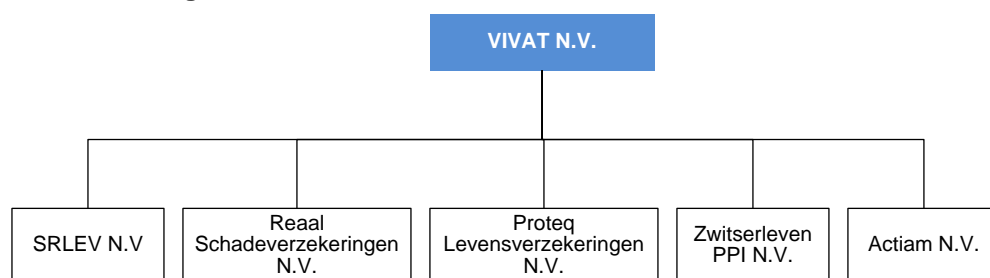 VIVAT N.V.
SRLEV N.V
Reaal
Schadeverzekeringen
N.V.
Proteq
Levensverzekeringen
N.V.
Zwitserleven
PPI N.V.
Actiam N.V.